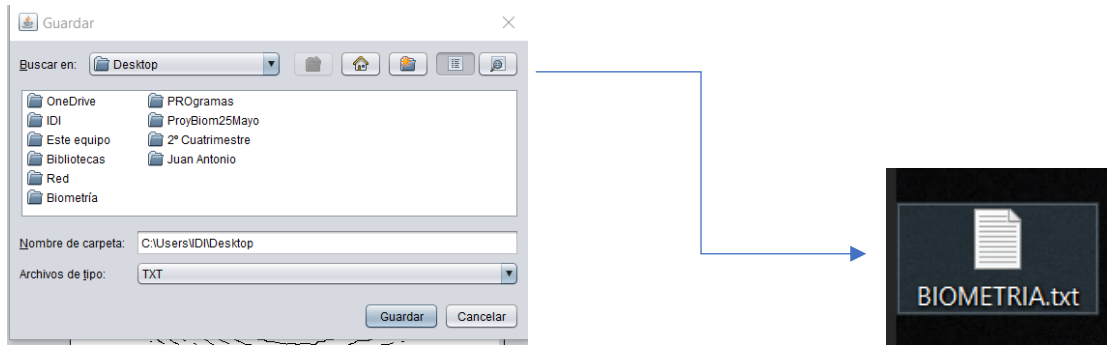 Guardar
Buscar en: Desktop
OneDrive PROgramas
IDI ProyBiom25Mayo
Este equipo 2º Cuatrimestre
Bibliotecas Juan Antonio
Red
Biometría
Nombre de carpeta: C:\Users\IDI\Desktop
Archivos de tipo: TXT
Guardar Cancelar
BIOMETRIA.txt